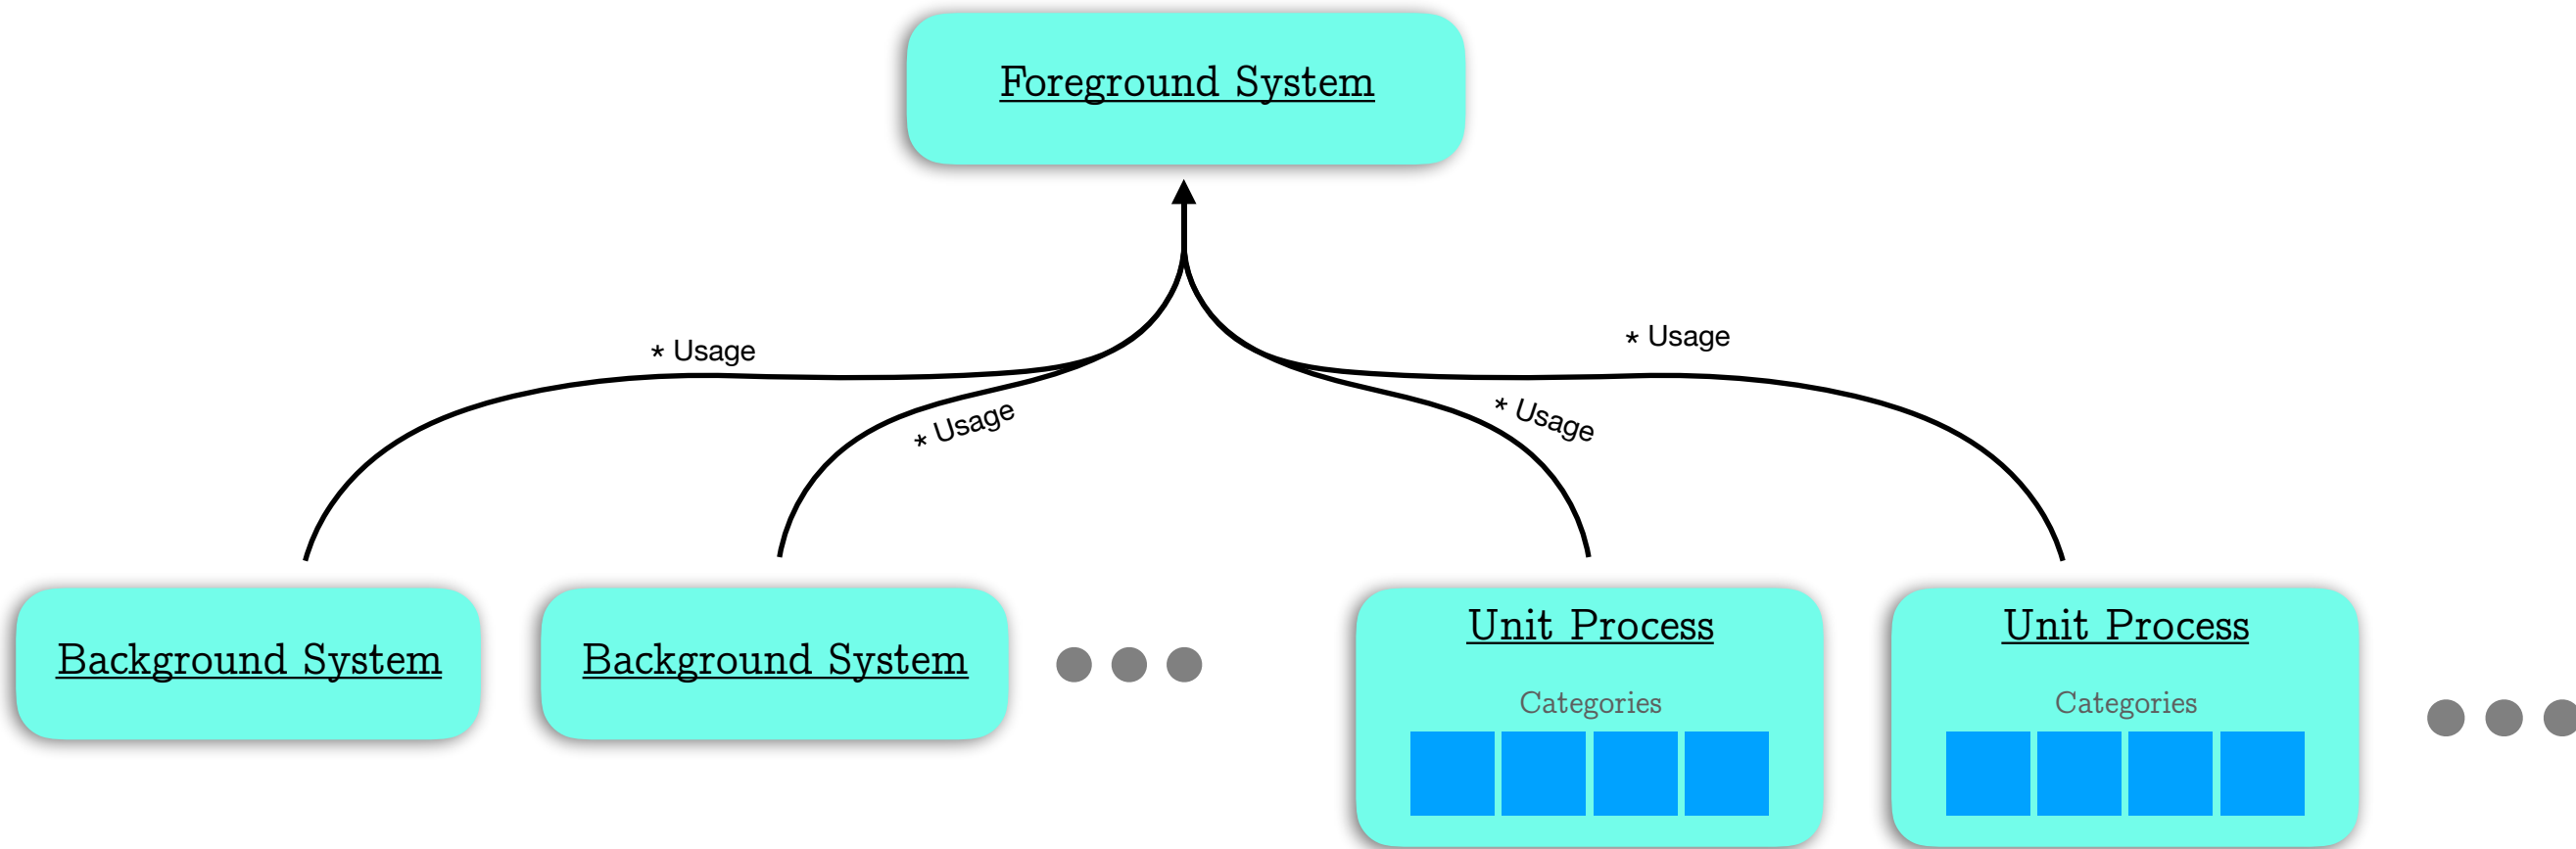 Foreground System
* Usage
* Usage
* Usage
* Usage
Background System
Background System
Unit Process
Categories
Unit Process
Categories